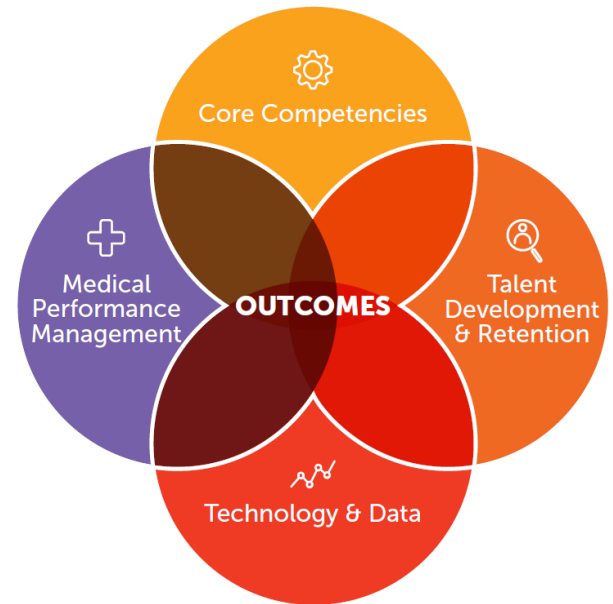 Core Competencies
Medical
Performance
Management
OUTCOMES
Talent
Development
& Retention
Technology & Data